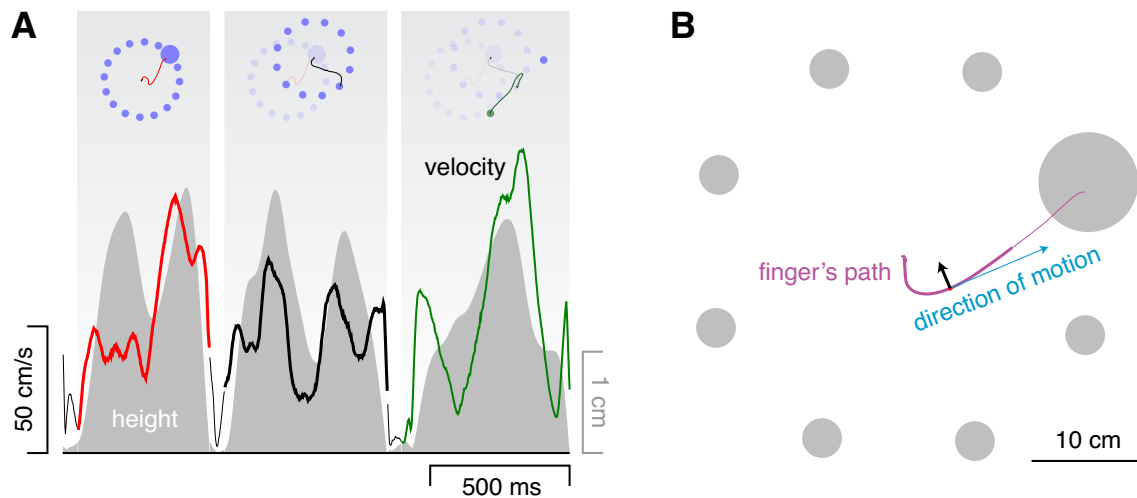 A
velocity
height
50 cm/s
1 cm
500 ms
B
finger's path
direction of motion
10 cm